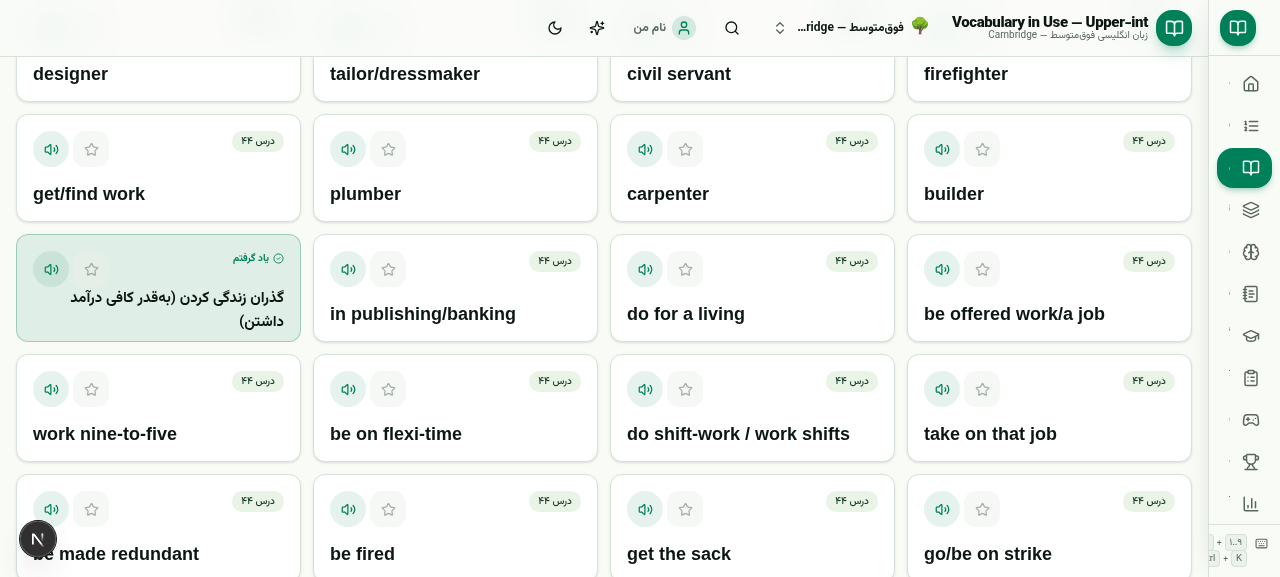 Vocabulary in Use — Upper-int
زبان انگلیسی فوق‌متوسط — Cambridge
فوق‌متوسط — ridge...
نام من
firefighter
civil servant
tailor/dressmaker
designer
درس ۴۴
builder
درس ۴۴
carpenter
درس ۴۴
plumber
درس ۴۴
get/find work
درس ۴۴
be offered work/a job
درس ۴۴
do for a living
درس ۴۴
in publishing/banking
یاد گرفتم
گذران زندگی کردن (به‌قدر کافی درآمد
داشتن)
درس ۴۴
take on that job
درس ۴۴
do shift-work / work shifts
درس ۴۴
be on flexi-time
درس ۴۴
work nine-to-five
درس ۴۴
go/be on strike
درس ۴۴
get the sack
درس ۴۴
be fired
درس ۴۴
be made redundant
N
+ ۱..۹
rl + K